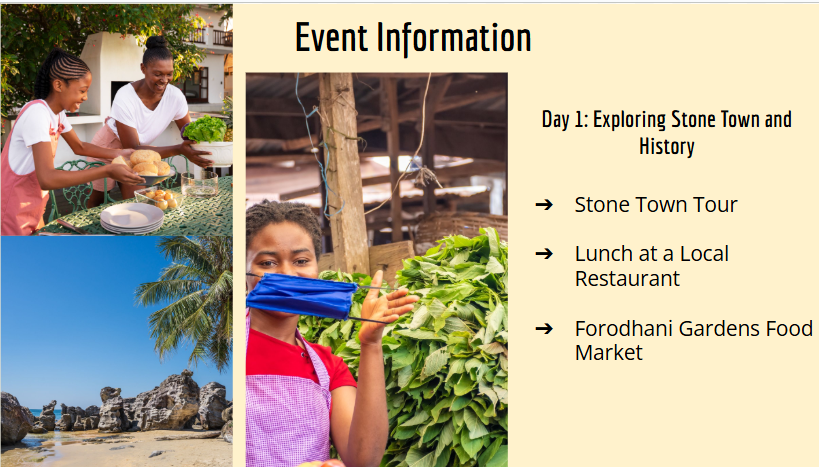 Event Information
Day 1: Exploring Stone Town and
History
➔ Stone Town Tour
➔ Lunch at a Local
Restaurant
➔ Forodhani Gardens Food
Market